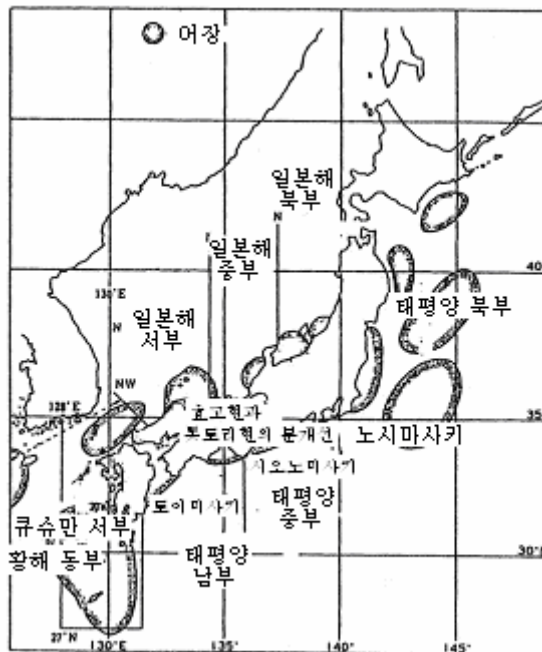 어장
일본해
북부
N
일본해
중부
40
131°E
N
일본해
서부
태평양 북부
NW
128°E
효고현과
돗토리현의 분개선
35
노시마사키
시오노미사키
토이미사키
태평양
중부
큐슈만 서부
황해 동부
태평양
남부
30°N
27°N
130°E
135°
140°
145°